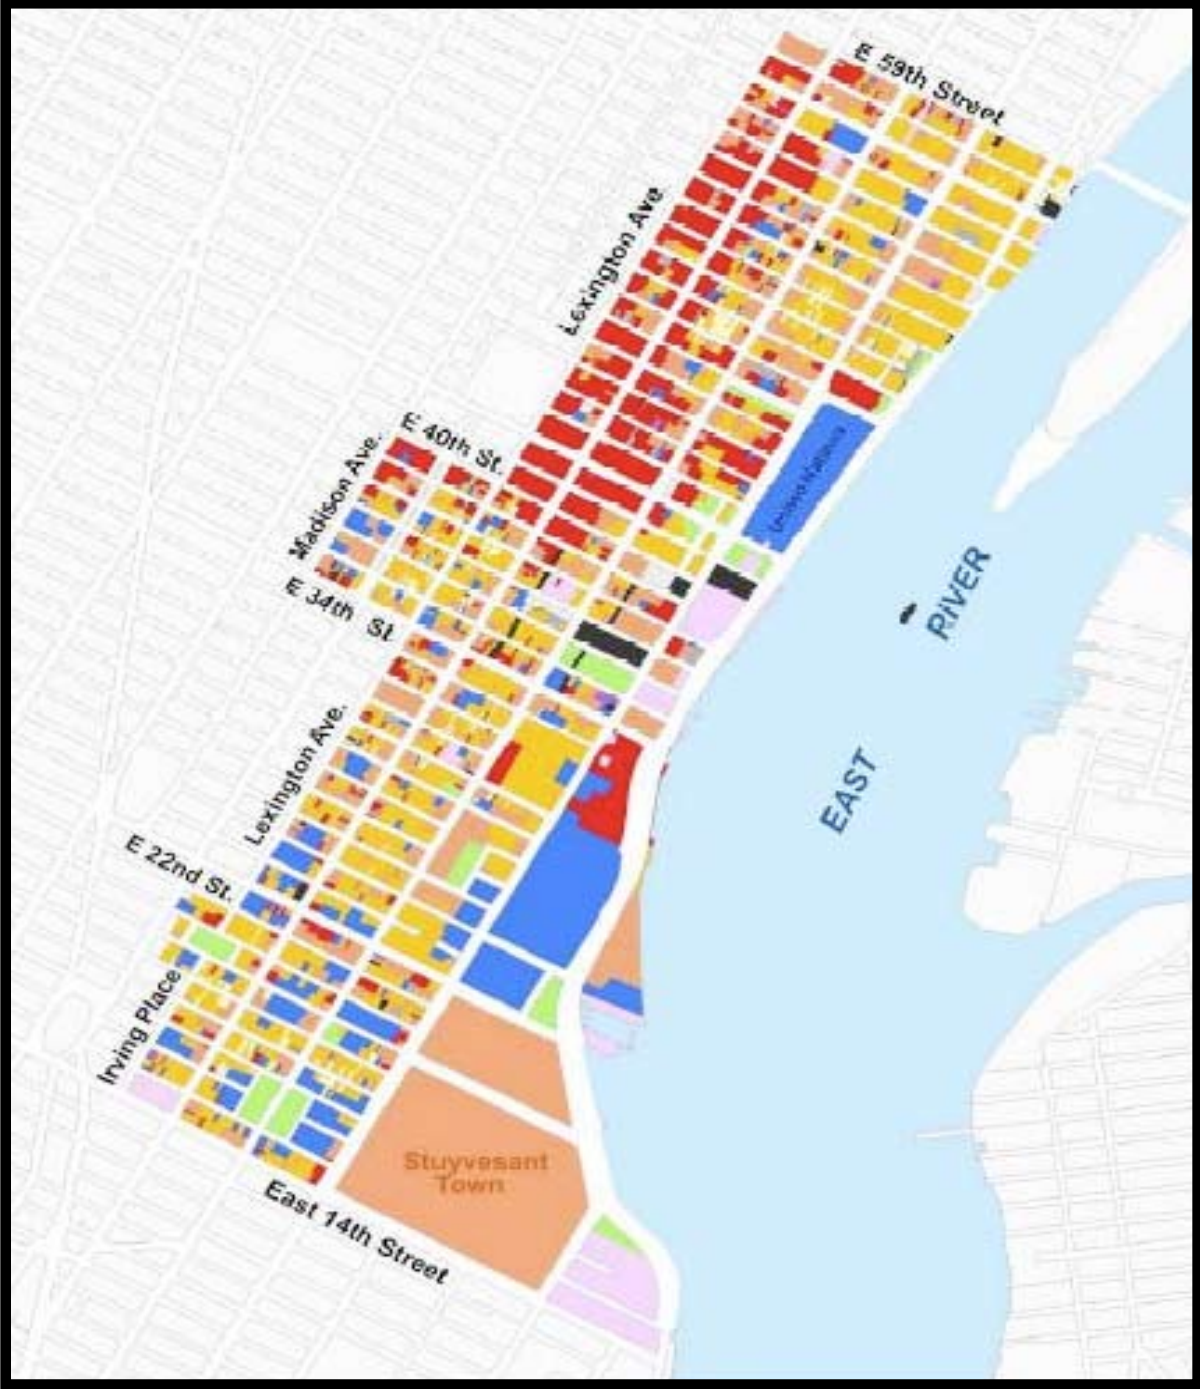 E 59th Street
Lexington Ave
E 40th St.
Madison Ave.
United Nations
E 34th St.
RIVER
Lexington Ave.
EAST
E 22nd St.
Irving Place
Stuyvesant
Town
East 14th Street